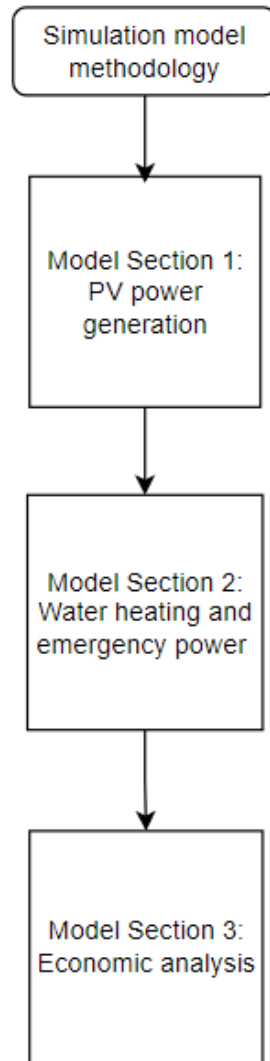 Simulation model
methodology
Model Section 1:
PV power
generation
Model Section 2:
Water heating and
emergency power
Model Section 3:
Economic analysis